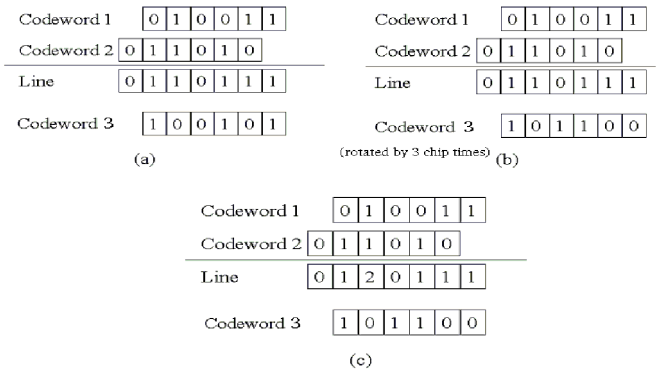 Codeword 1 0 1 0 0 1 1
Codeword 2 0 1 1 0 1 0
Line 0 1 1 0 1 1 1
Codeword 3 1 0 0 1 0 1
(a)
Codeword 1 0 1 0 0 1 1
Codeword 2 0 1 1 0 1 0
Line 0 1 1 0 1 1 1
Codeword 3 1 0 1 1 0 0
(rotated by 3 chip times) (b)
Codeword 1 0 1 0 0 1 1
Codeword 2 0 1 1 0 1 0
Line 0 1 2 0 1 1 1
Codeword 3 1 0 1 1 0 0
(c)